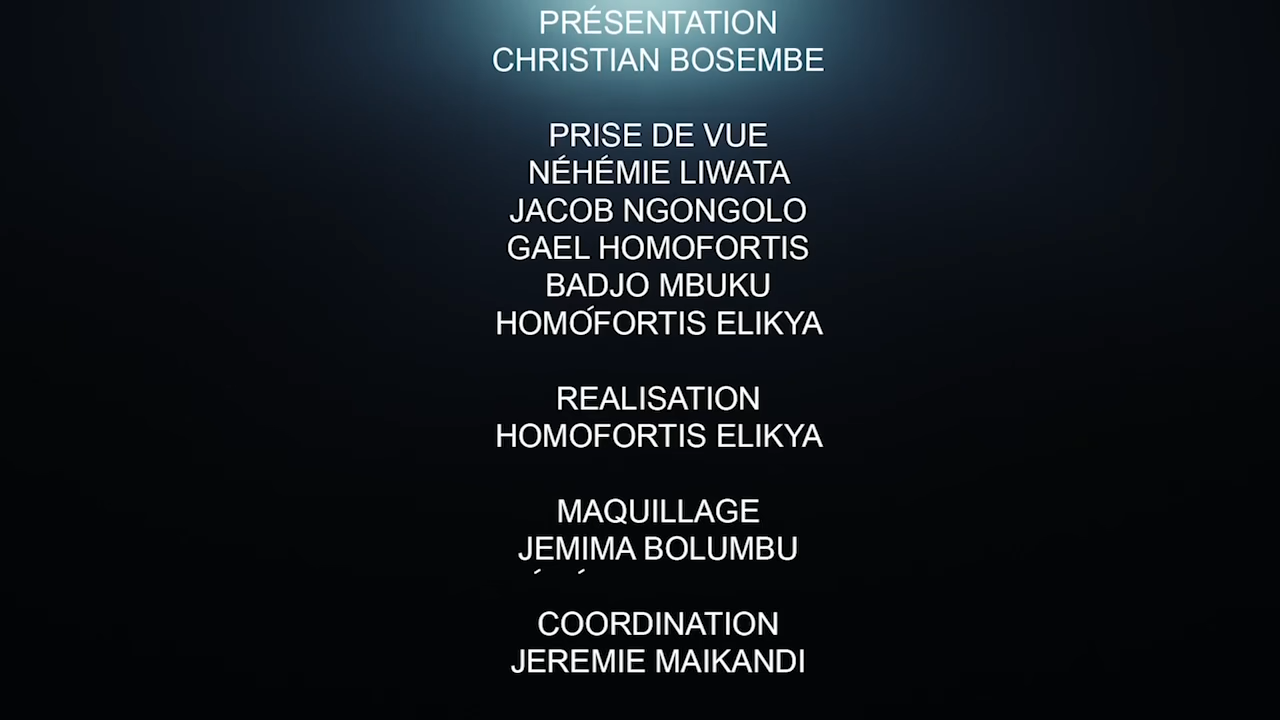 PRÉSENTATION
CHRISTIAN BOSEMBE
PRISE DE VUE
NÉHÉMIE LIWATA
JACOB NGONGOLO
GAEL HOMOFORTIS
BADJO MBUKU
HOMOFORTIS ELIKYA
REALISATION
HOMOFORTIS ELIKYA
MAQUILLAGE
JEMIMA BOLUMBU
COORDINATION
JEREMIE MAIKANDI